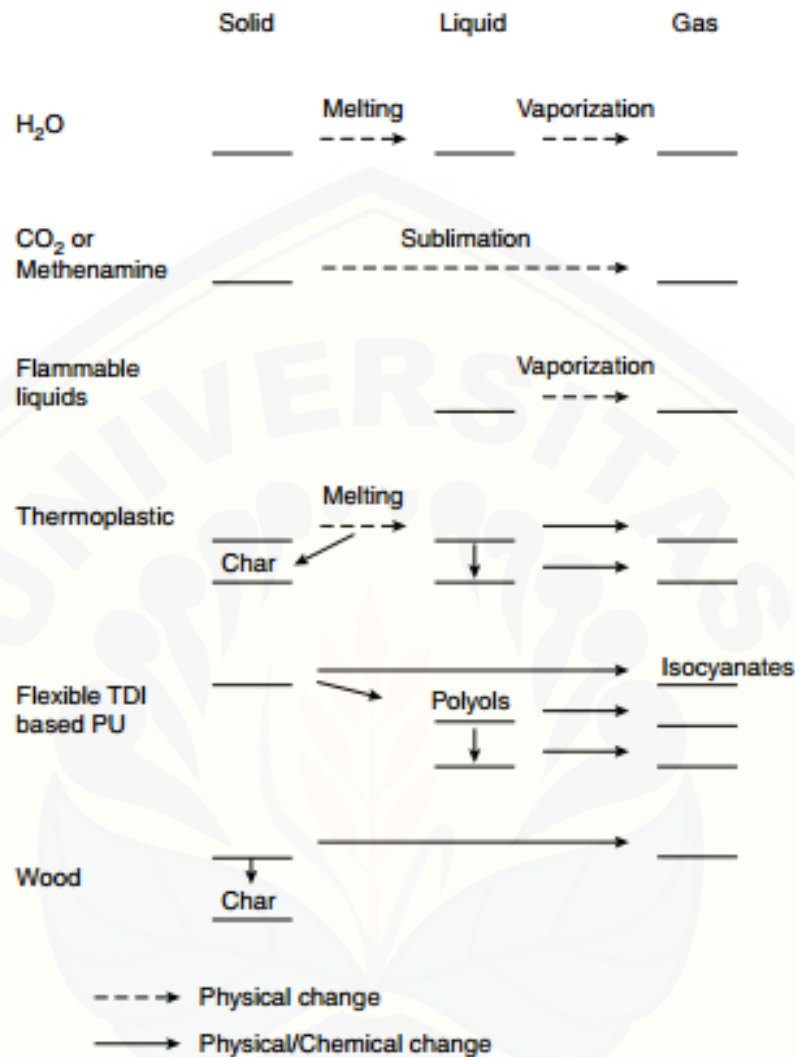 Solid Liquid Gas
Melting Vaporization
H₂O
CO₂ or Sublimation
Methenamine
Flammable Vaporization
liquids
Melting
Thermoplastic
Char
Isocyanates
Flexible TDI Polyols
based PU
Wood
Char
Physical change
Physical/Chemical change
UNIVERSITAS